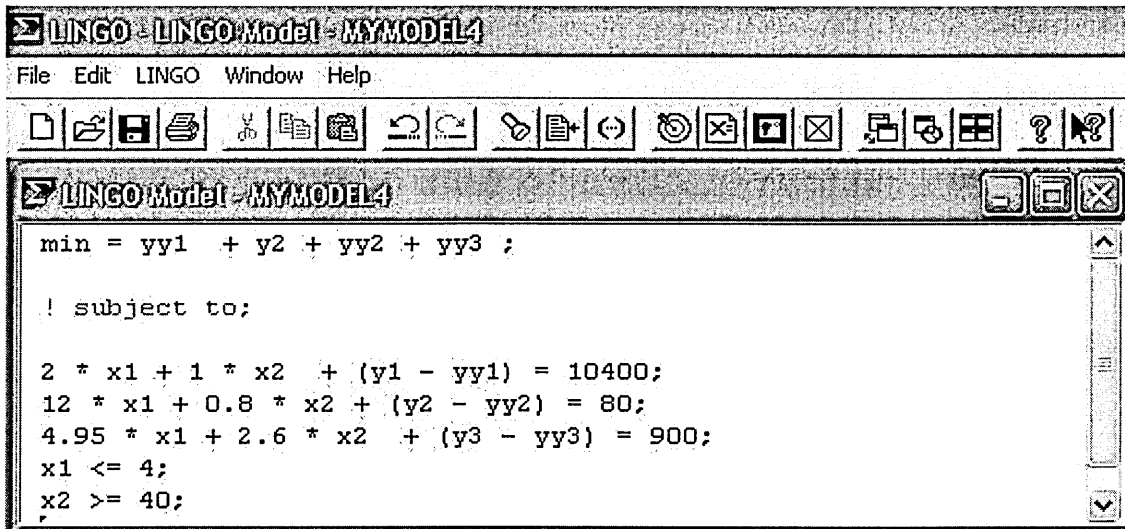 LINGO - LINGO Model - MYMODEL4
File Edit LINGO Window Help
LINGO Model - MYMODEL4
min = yy1 + y2 + yy2 + yy3 ;
! subject to;
2 * x1 + 1 * x2 + (y1 - yy1) = 10400;
12 * x1 + 0.8 * x2 + (y2 - yy2) = 80;
4.95 * x1 + 2.6 * x2 + (y3 - yy3) = 900;
x1 <= 4;
x2 >= 40;